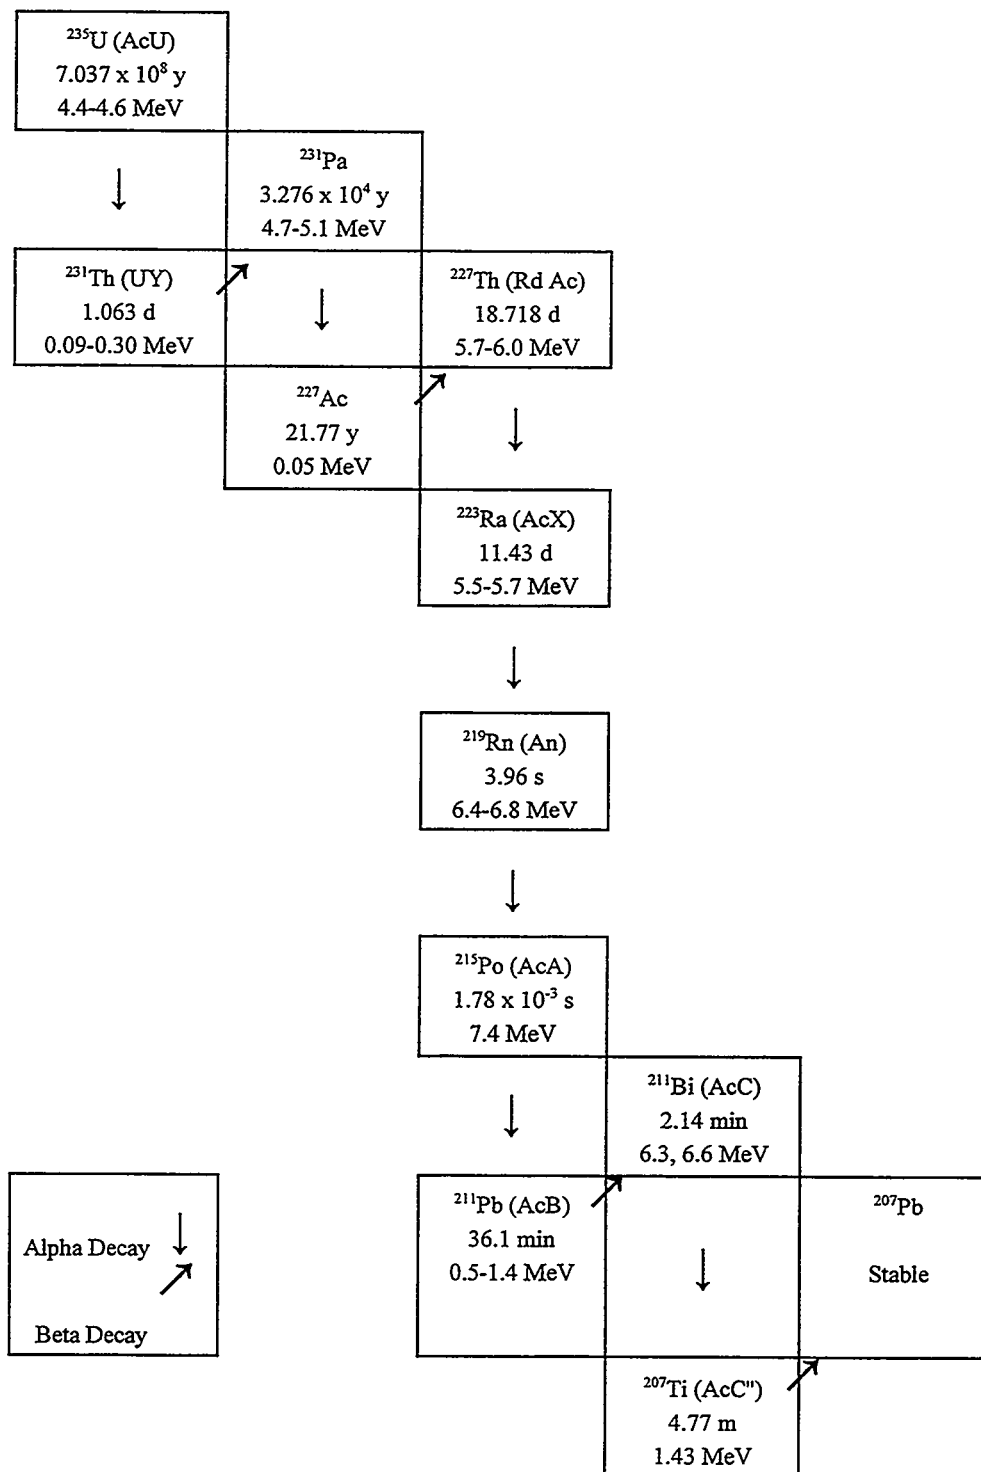 ²³⁵U (AcU)
7.037 x 10⁸ y
4.4-4.6 MeV
²³¹Pa
3.276 x 10⁴ y
4.7-5.1 MeV
²³¹Th (UY)
1.063 d
0.09-0.30 MeV
²²⁷Th (Rd Ac)
18.718 d
5.7-6.0 MeV
²²⁷Ac
21.77 y
0.05 MeV
²²³Ra (AcX)
11.43 d
5.5-5.7 MeV
²¹⁹Rn (An)
3.96 s
6.4-6.8 MeV
²¹⁵Po (AcA)
1.78 x 10⁻³ s
7.4 MeV
²¹¹Bi (AcC)
2.14 min
6.3, 6.6 MeV
²¹¹Pb (AcB)
36.1 min
0.5-1.4 MeV
²⁰⁷Pb
Stable
Alpha Decay
Beta Decay
²⁰⁷Ti (AcC")
4.77 m
1.43 MeV